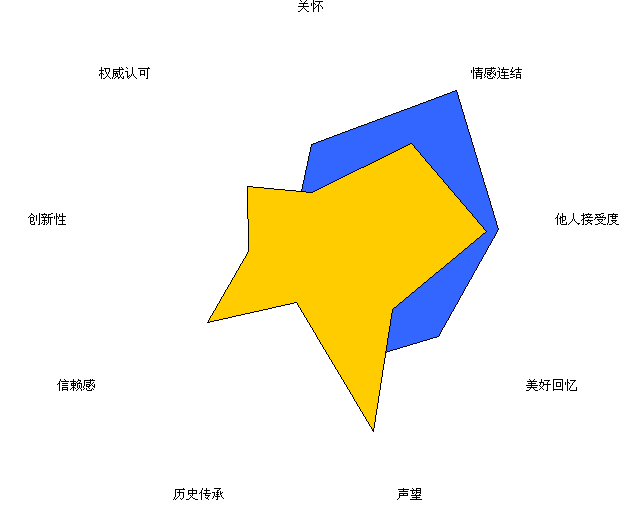 关怀
权威认可
情感连结
创新性
他人接受度
信赖感
美好回忆
历史传承
声望